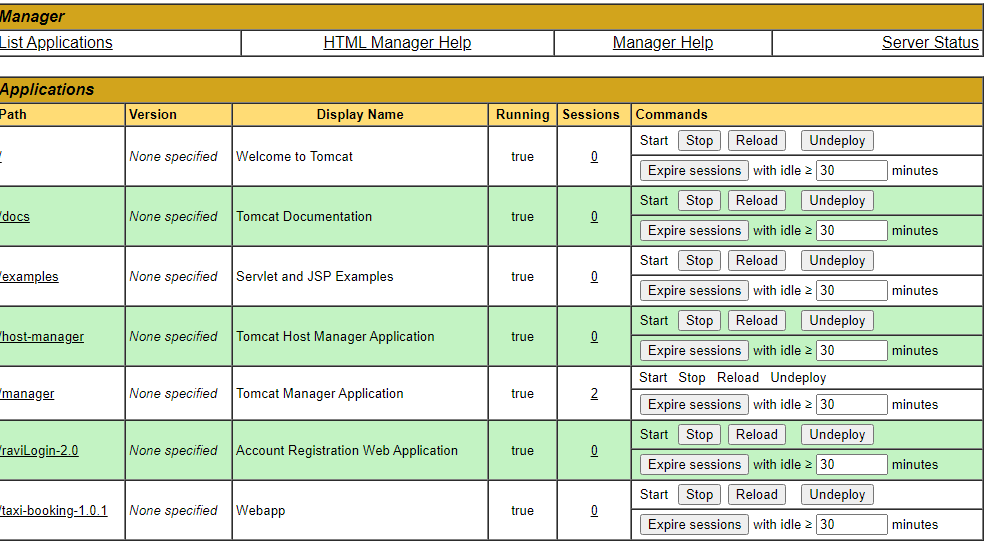 Manager
List Applications HTML Manager Help Manager Help Server Status
Applications
Path Version Display Name Running Sessions Commands
/ None specified Welcome to Tomcat true 0 Start Stop Reload Undeploy
Expire sessions with idle ≥ 30 minutes
/docs None specified Tomcat Documentation true 0 Start Stop Reload Undeploy
Expire sessions with idle ≥ 30 minutes
/examples None specified Servlet and JSP Examples true 0 Start Stop Reload Undeploy
Expire sessions with idle ≥ 30 minutes
/host-manager None specified Tomcat Host Manager Application true 0 Start Stop Reload Undeploy
Expire sessions with idle ≥ 30 minutes
/manager None specified Tomcat Manager Application true 2 Start Stop Reload Undeploy
Expire sessions with idle ≥ 30 minutes
/raviLogin-2.0 None specified Account Registration Web Application true 0 Start Stop Reload Undeploy
Expire sessions with idle ≥ 30 minutes
/taxi-booking-1.0.1 None specified Webapp true 0 Start Stop Reload Undeploy
Expire sessions with idle ≥ 30 minutes